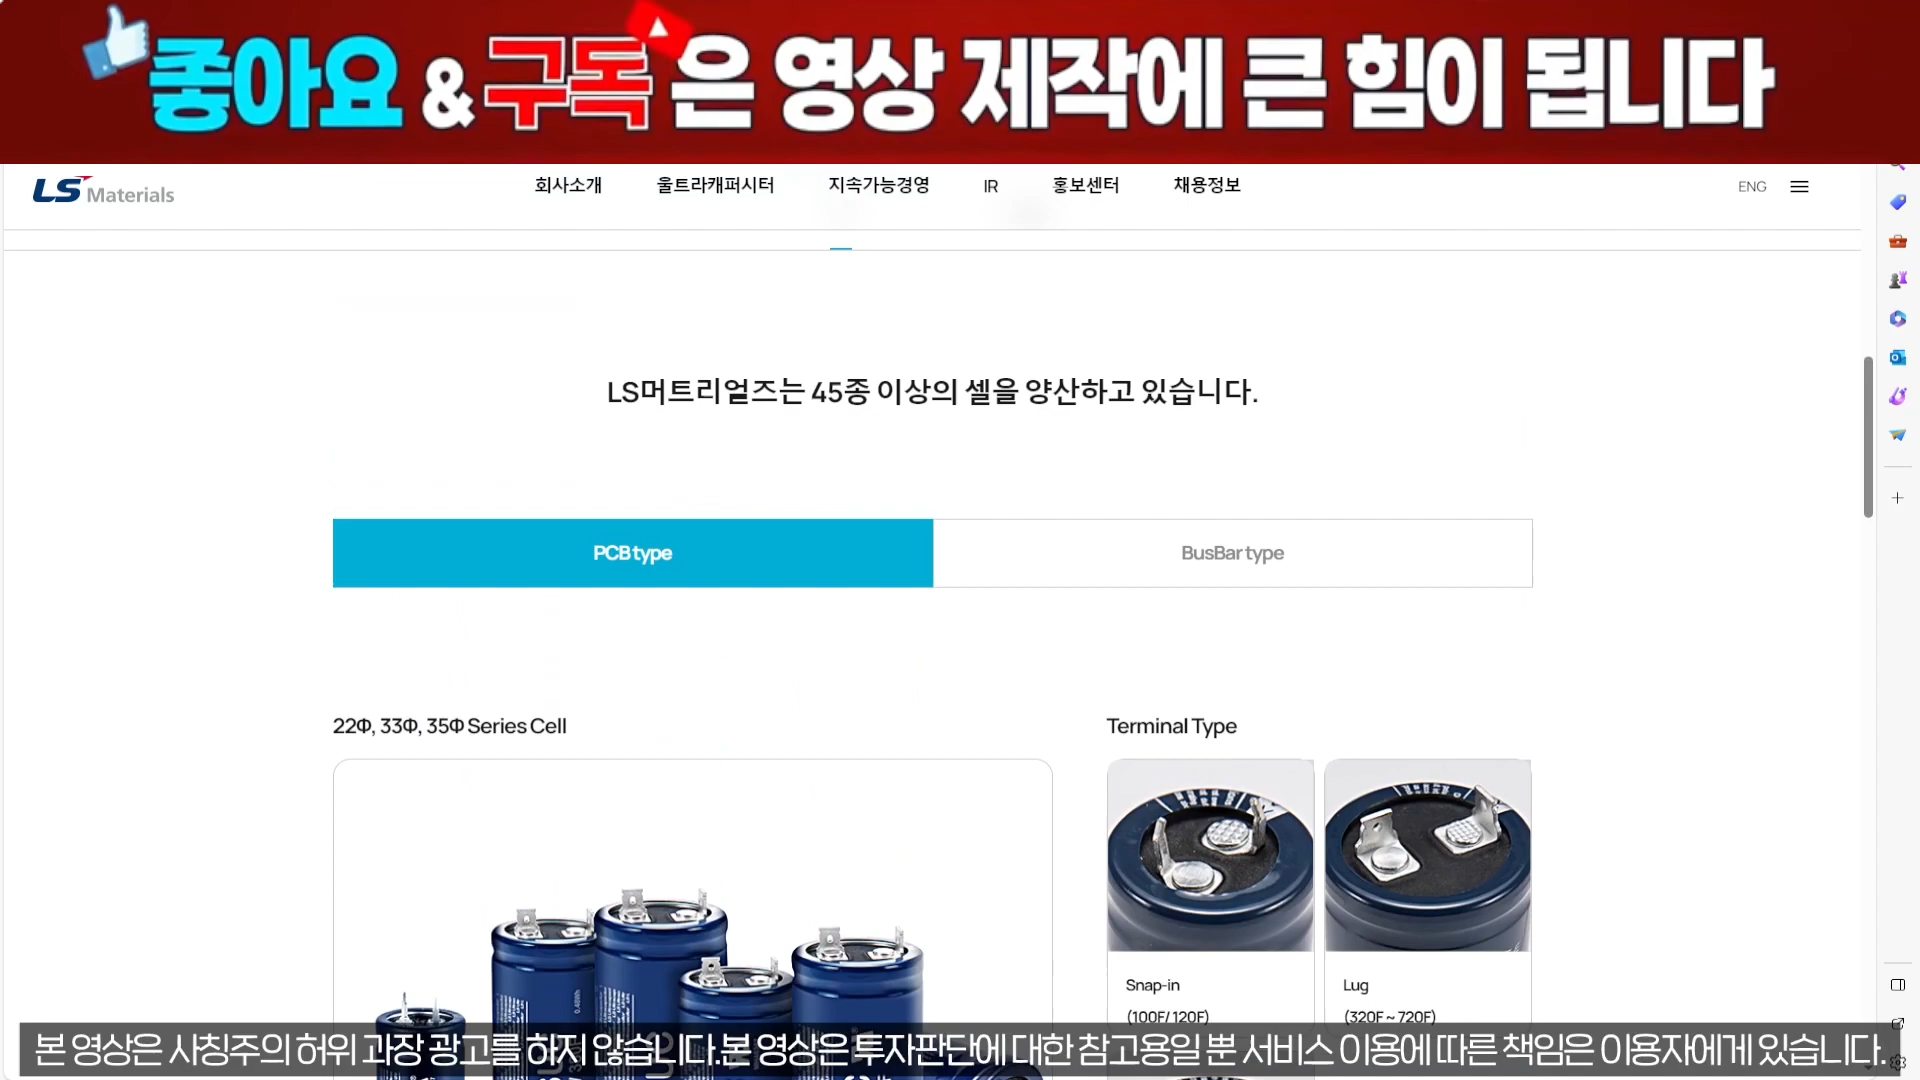 좋아요 & 구독 은 영상 제작에 큰 힘이 됩니다
LS Materials
회사소개 울트라캐퍼시터 지속가능경영 IR 홍보센터 채용정보
ENG
LS머트리얼즈는 45종 이상의 셀을 양산하고 있습니다.
PCB type
BusBar type
22Φ, 33Φ, 35Φ Series Cell
Terminal Type
Snap-in
(100F/ 120F)
Lug
(320F ~ 720F)
본 영상은 사칭주의 허위 과장 광고를 하지 않습니다.본 영상은 투자판단에 대한 참고용일 뿐 서비스 이용에 따른 책임은 이용자에게 있습니다.